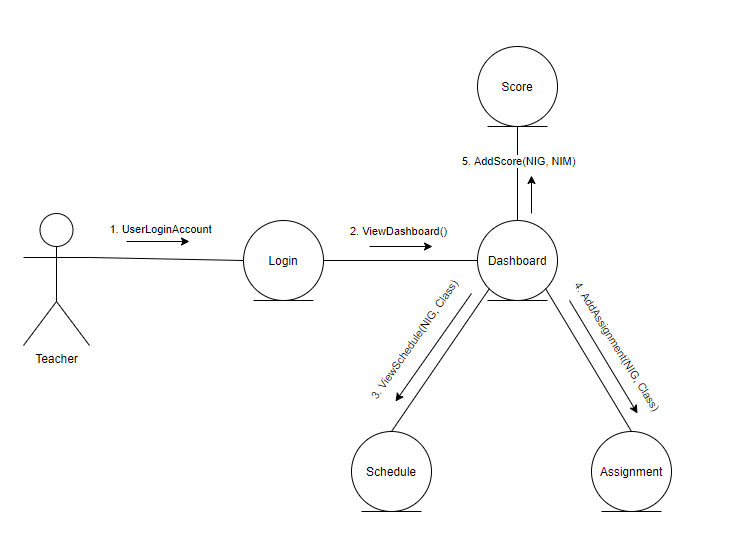 Score
5. AddScore(NIG, NIM)
1. UserLoginAccount
2. ViewDashboard()
Login
Dashboard
Teacher
3. ViewSchedule(NIG, Class)
4. AddAssignment(NIG, Class)
Schedule
Assignment